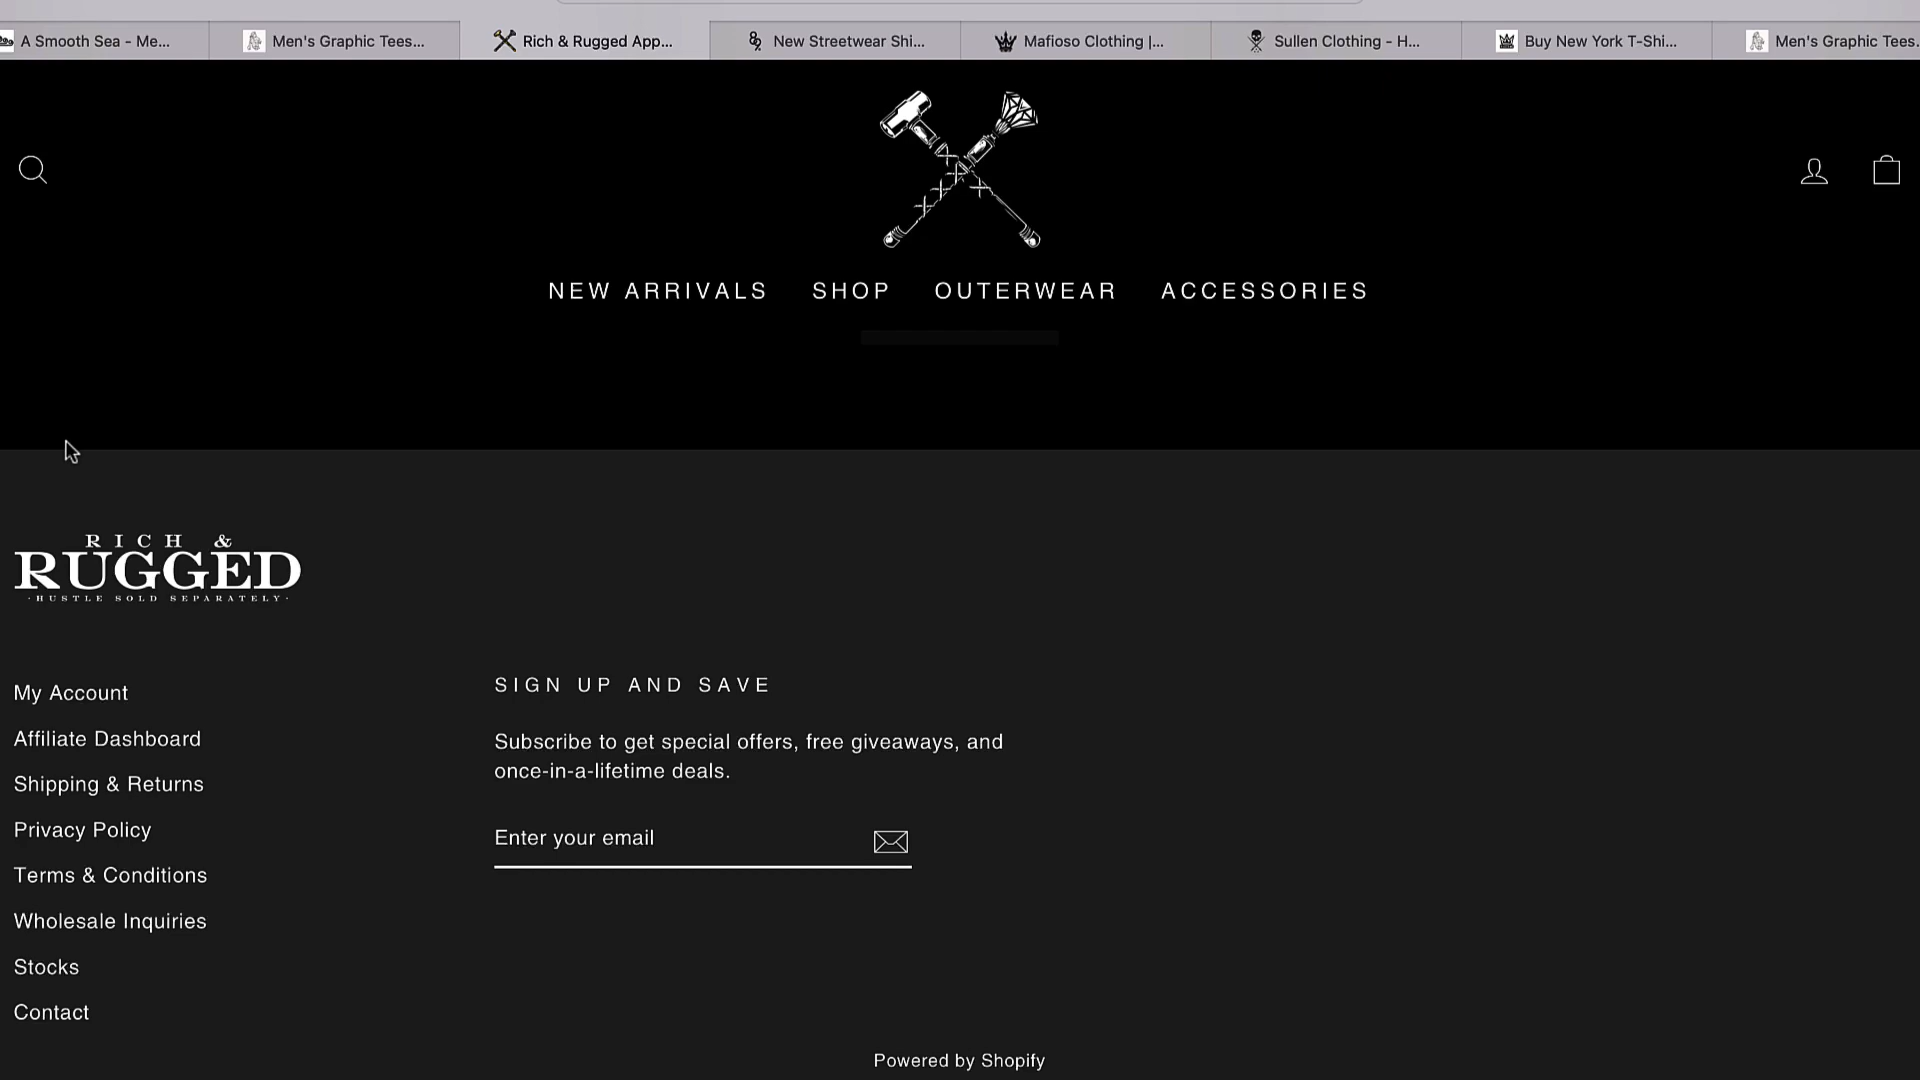 A Smooth Sea - Me...
Men's Graphic Tees...
Rich & Rugged App...
New Streetwear Shi...
Mafioso Clothing |...
Sullen Clothing - H...
Buy New York T-Shi...
Men's Graphic Tees.
NEW ARRIVALS
SHOP
OUTERWEAR
ACCESSORIES
RICH &
RUGGED
·HUSTLE SOLD SEPARATELY·
My Account
Affiliate Dashboard
Shipping & Returns
Privacy Policy
Terms & Conditions
Wholesale Inquiries
Stocks
Contact
SIGN UP AND SAVE
Subscribe to get special offers, free giveaways, and
once-in-a-lifetime deals.
Enter your email
Powered by Shopify